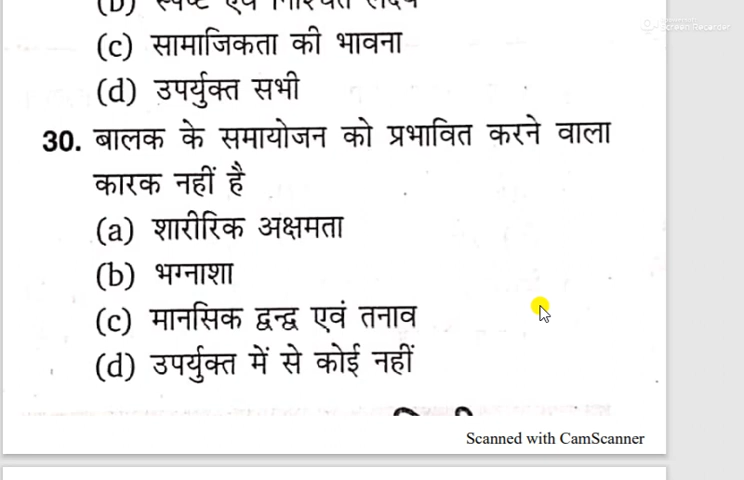 (c) सामाजिकता की भावना
(d) उपर्युक्त सभी
30. बालक के समायोजन को प्रभावित करने वाला
कारक नहीं है
(a) शारीरिक अक्षमता
(b) भग्नाशा
(c) मानसिक द्वन्द्व एवं तनाव
(d) उपर्युक्त में से कोई नहीं
Scanned with CamScanner